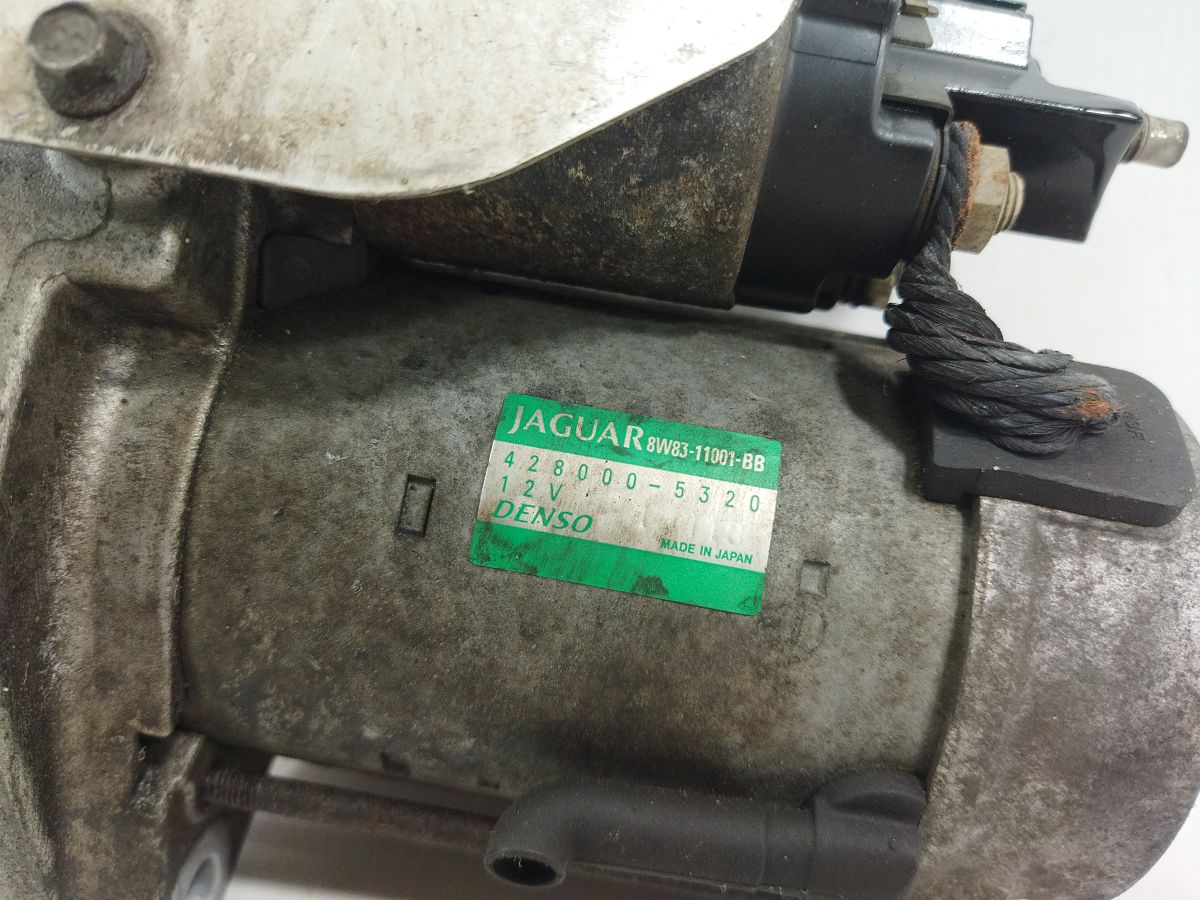 JAGUAR 8W83-11001-BB
428000-5320
12V
DENSO
MADE IN JAPAN